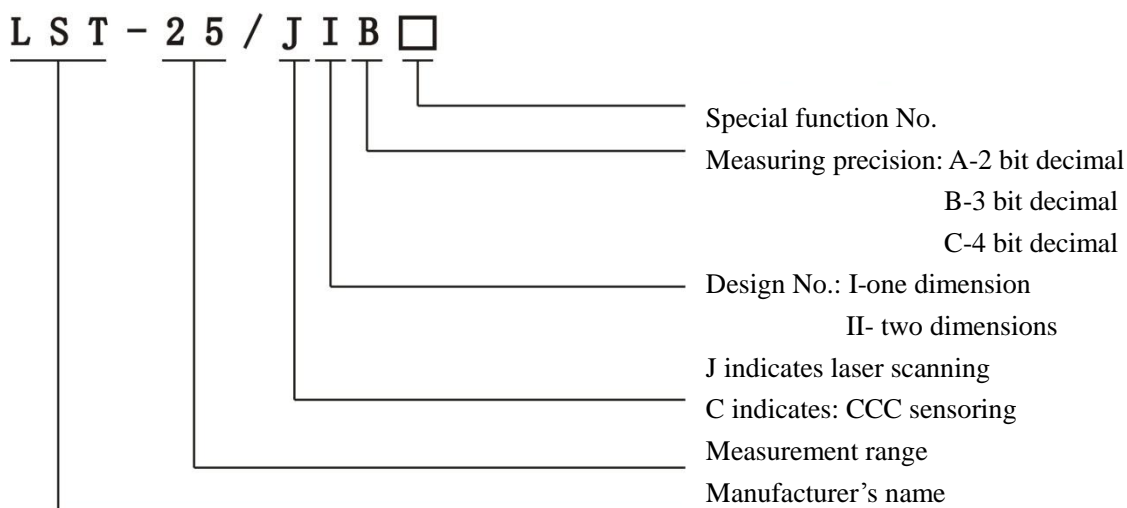 LST-25/JIB□
Special function No.
Measuring precision: A-2 bit decimal
B-3 bit decimal
C-4 bit decimal
Design No.: I-one dimension
II- two dimensions
J indicates laser scanning
C indicates: CCC sensoring
Measurement range
Manufacturer’s name